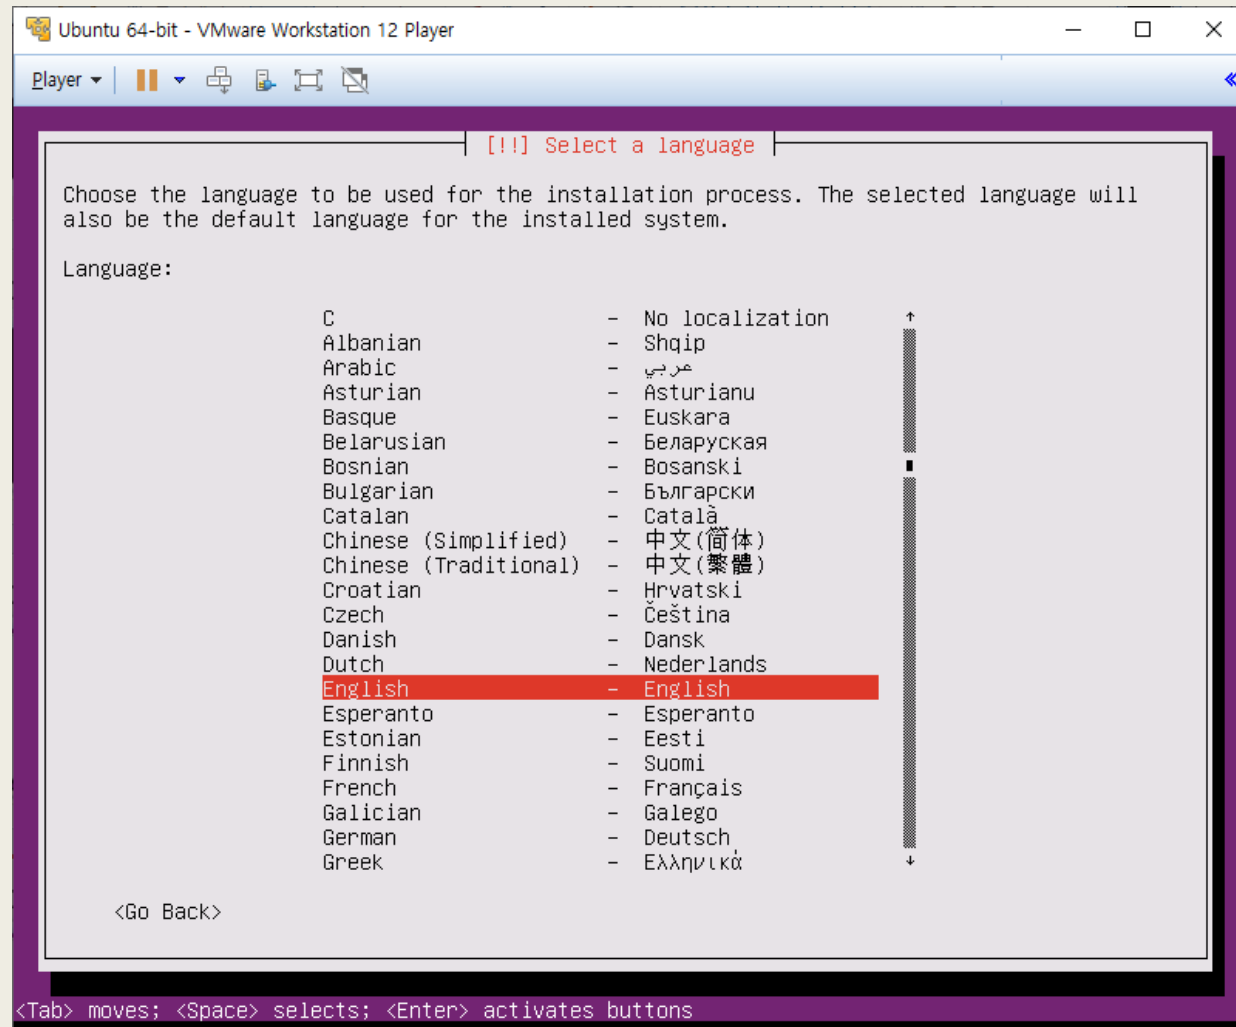 Ubuntu 64-bit - VMware Workstation 12 Player
Player
[!!] Select a language
Choose the language to be used for the installation process. The selected language will
also be the default language for the installed system.
Language:
C - No localization
Albanian - Shqip
Arabic - عربي
Asturian - Asturianu
Basque - Euskara
Belarusian - Беларуская
Bosnian - Bosanski
Bulgarian - Български
Catalan - Català
Chinese (Simplified) - 中文(简体)
Chinese (Traditional) - 中文(繁體)
Croatian - Hrvatski
Czech - Čeština
Danish - Dansk
Dutch - Nederlands
English - English
Esperanto - Esperanto
Estonian - Eesti
Finnish - Suomi
French - Français
Galician - Galego
German - Deutsch
Greek - Ελληνικά
<Go Back>
<Tab> moves; <Space> selects; <Enter> activates buttons